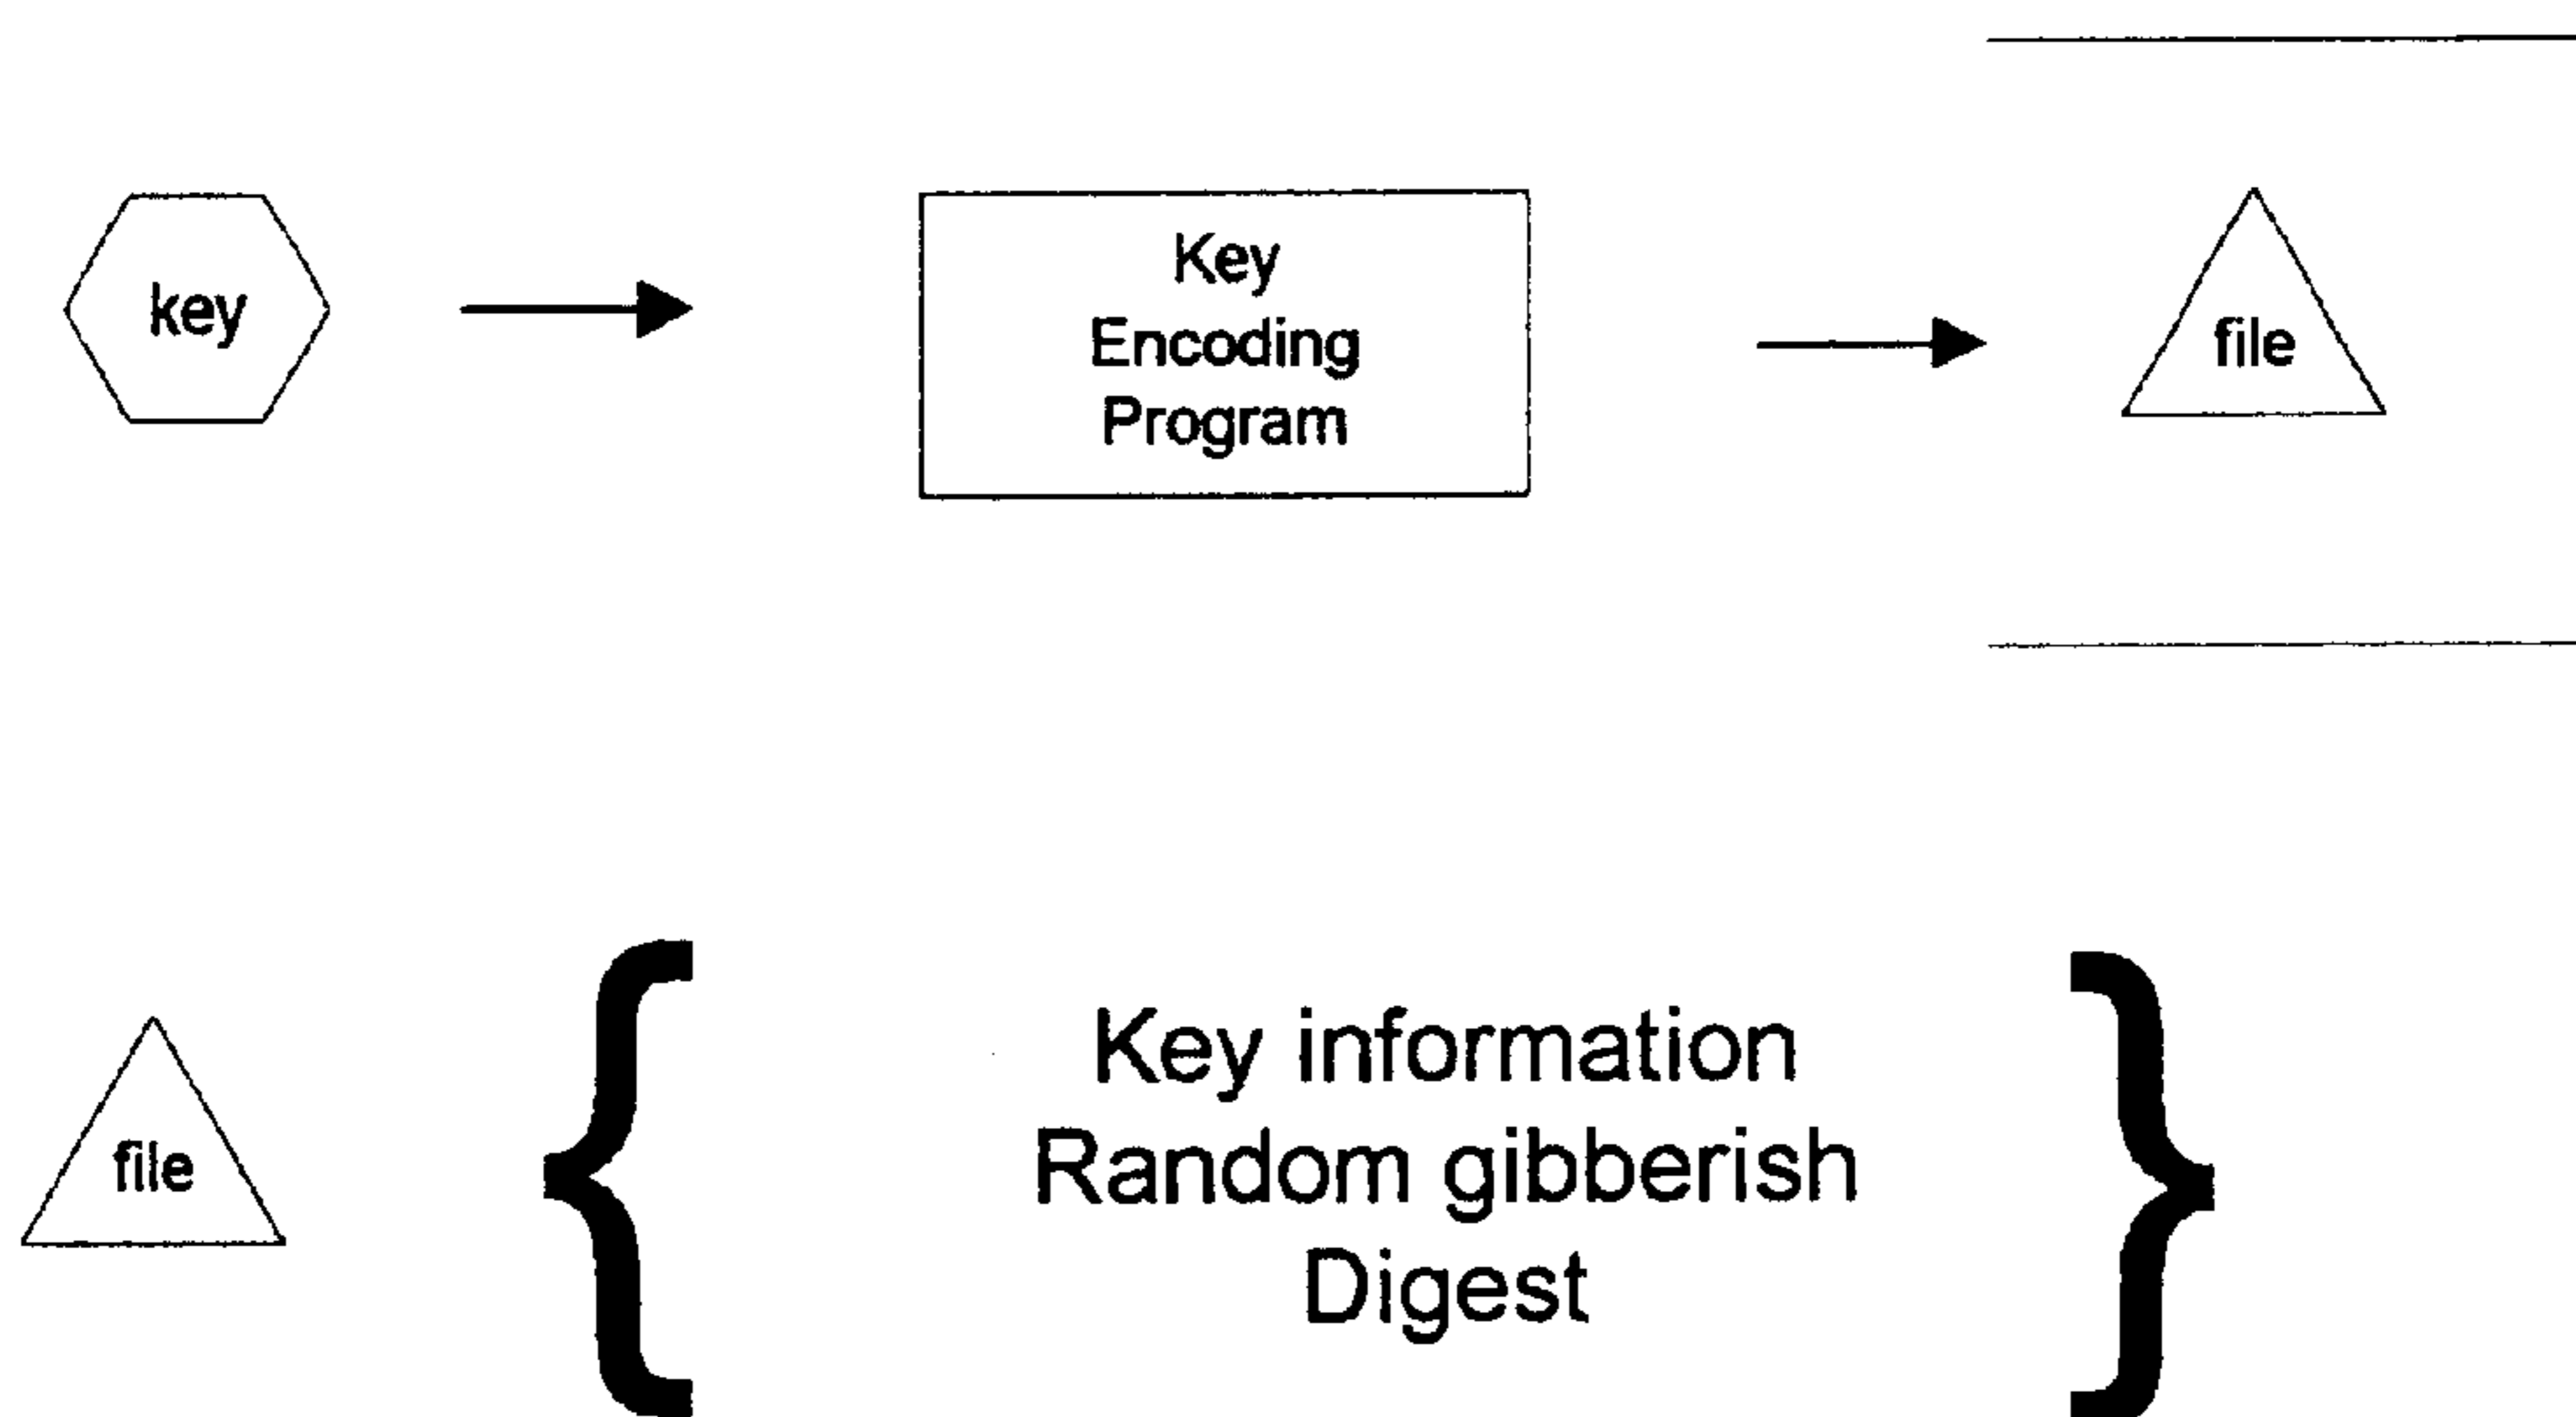 key
Key
Encoding
Program
file
file
Key information
Random gibberish
Digest